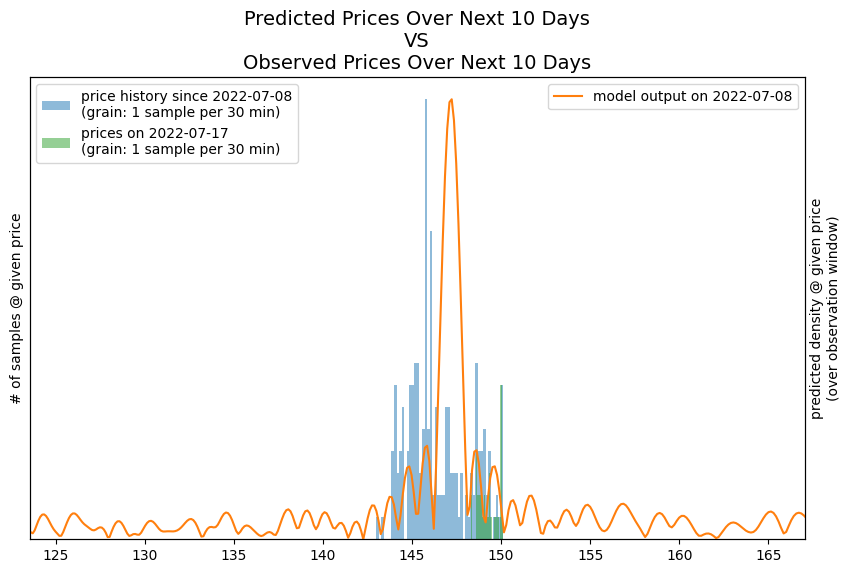 Predicted Prices Over Next 10 Days
VS
Observed Prices Over Next 10 Days
price history since 2022-07-08
(grain: 1 sample per 30 min)
prices on 2022-07-17
(grain: 1 sample per 30 min)
model output on 2022-07-08
# of samples @ given price
predicted density @ given price
(over observation window)
125 130 135 140 145 150 155 160 165